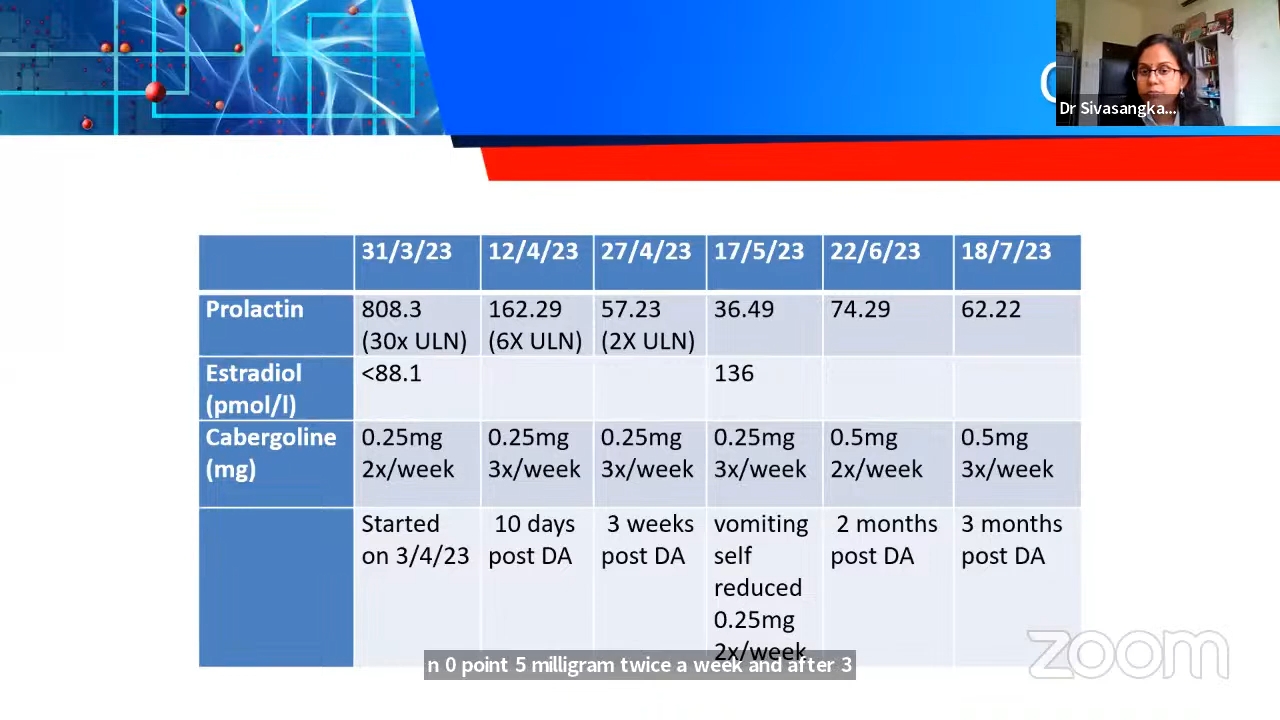 C
Dr Sivasangka...
31/3/23 12/4/23 27/4/23 17/5/23 22/6/23 18/7/23
Prolactin 808.3 162.29 57.23 36.49 74.29 62.22
(30x ULN) (6X ULN) (2X ULN)
Estradiol <88.1 136
(pmol/l)
Cabergoline 0.25mg 0.25mg 0.25mg 0.25mg 0.5mg 0.5mg
(mg) 2x/week 3x/week 3x/week 3x/week 2x/week 3x/week
Started 10 days 3 weeks vomiting 2 months 3 months
on 3/4/23 post DA post DA self post DA post DA
reduced
0.25mg
2x/week
n 0 point 5 milligram twice a week and after 3
zoom